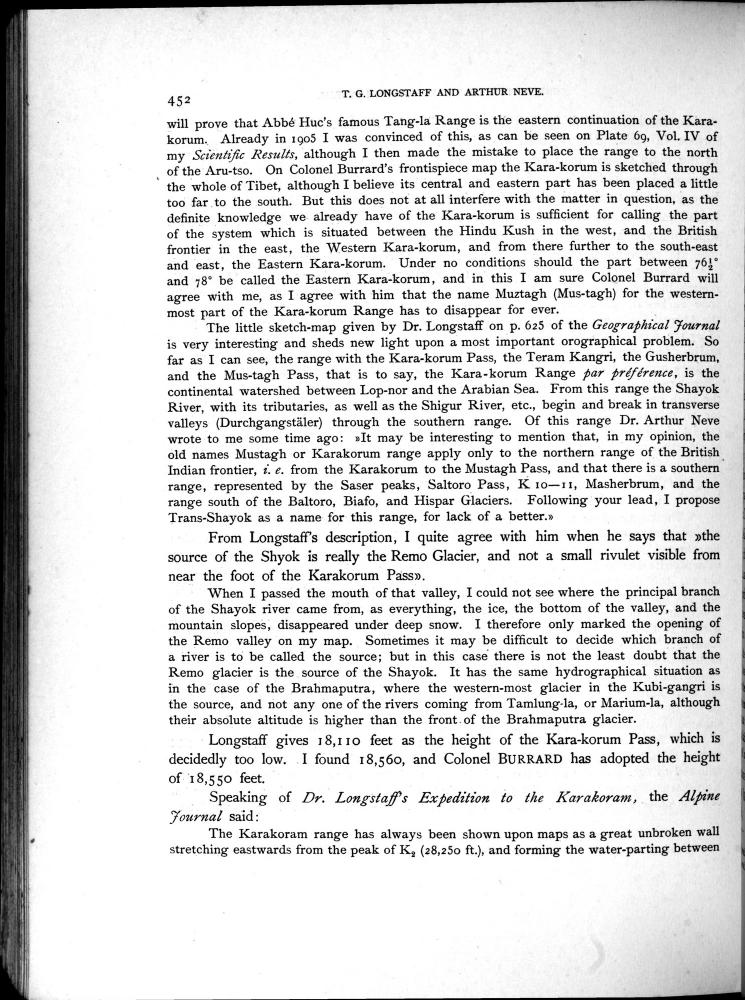 452
T. G. LONGSTAFF AND ARTHUR NEVE.
will prove that Abbé Huc's famous Tang-la Range is the eastern continuation of the Kara-
korum. Already in 1905 I was convinced of this, as can be seen on Plate 69, Vol. IV of
my Scientific Results, although I then made the mistake to place the range to the north
of the Aru-tso. On Colonel Burrard's frontispiece map the Kara-korum is sketched through
the whole of Tibet, although I believe its central and eastern part has been placed a little
too far to the south. But this does not at all interfere with the matter in question, as the
definite knowledge we already have of the Kara-korum is sufficient for calling the part
of the system which is situated between the Hindu Kush in the west, and the British
frontier in the east, the Western Kara-korum, and from there further to the south-east
and east, the Eastern Kara-korum. Under no conditions should the part between 76½°
and 78° be called the Eastern Kara-korum, and in this I am sure Colonel Burrard will
agree with me, as I agree with him that the name Muztagh (Mus-tagh) for the western-
most part of the Kara-korum Range has to disappear for ever.
The little sketch-map given by Dr. Longstaff on p. 625 of the Geographical Journal
is very interesting and sheds new light upon a most important orographical problem. So
far as I can see, the range with the Kara-korum Pass, the Teram Kangri, the Gusherbrum,
and the Mus-tagh Pass, that is to say, the Kara-korum Range par préférence, is the
continental watershed between Lop-nor and the Arabian Sea. From this range the Shayok
River, with its tributaries, as well as the Shigur River, etc., begin and break in transverse
valleys (Durchgangstäler) through the southern range. Of this range Dr. Arthur Neve
wrote to me some time ago: »It may be interesting to mention that, in my opinion, the
old names Mustagh or Karakorum range apply only to the northern range of the British
Indian frontier, i. e. from the Karakorum to the Mustagh Pass, and that there is a southern
range, represented by the Saser peaks, Saltoro Pass, K 10—11, Masherbrum, and the
range south of the Baltoro, Biafo, and Hispar Glaciers. Following your lead, I propose
Trans-Shayok as a name for this range, for lack of a better.»
From Longstaff's description, I quite agree with him when he says that »the
source of the Shyok is really the Remo Glacier, and not a small rivulet visible from
near the foot of the Karakorum Pass».
When I passed the mouth of that valley, I could not see where the principal branch
of the Shayok river came from, as everything, the ice, the bottom of the valley, and the
mountain slopes, disappeared under deep snow. I therefore only marked the opening of
the Remo valley on my map. Sometimes it may be difficult to decide which branch of
a river is to be called the source; but in this case there is not the least doubt that the
Remo glacier is the source of the Shayok. It has the same hydrographical situation as
in the case of the Brahmaputra, where the western-most glacier in the Kubi-gangri is
the source, and not any one of the rivers coming from Tamlung-la, or Marium-la, although
their absolute altitude is higher than the front of the Brahmaputra glacier.
Longstaff gives 18,110 feet as the height of the Kara-korum Pass, which is
decidedly too low. I found 18,560, and Colonel BURRARD has adopted the height
of 18,550 feet.
Speaking of Dr. Longstaff's Expedition to the Karakoram, the Alpine
Journal said:
The Karakoram range has always been shown upon maps as a great unbroken wall
stretching eastwards from the peak of K₂ (28,250 ft.), and forming the water-parting between